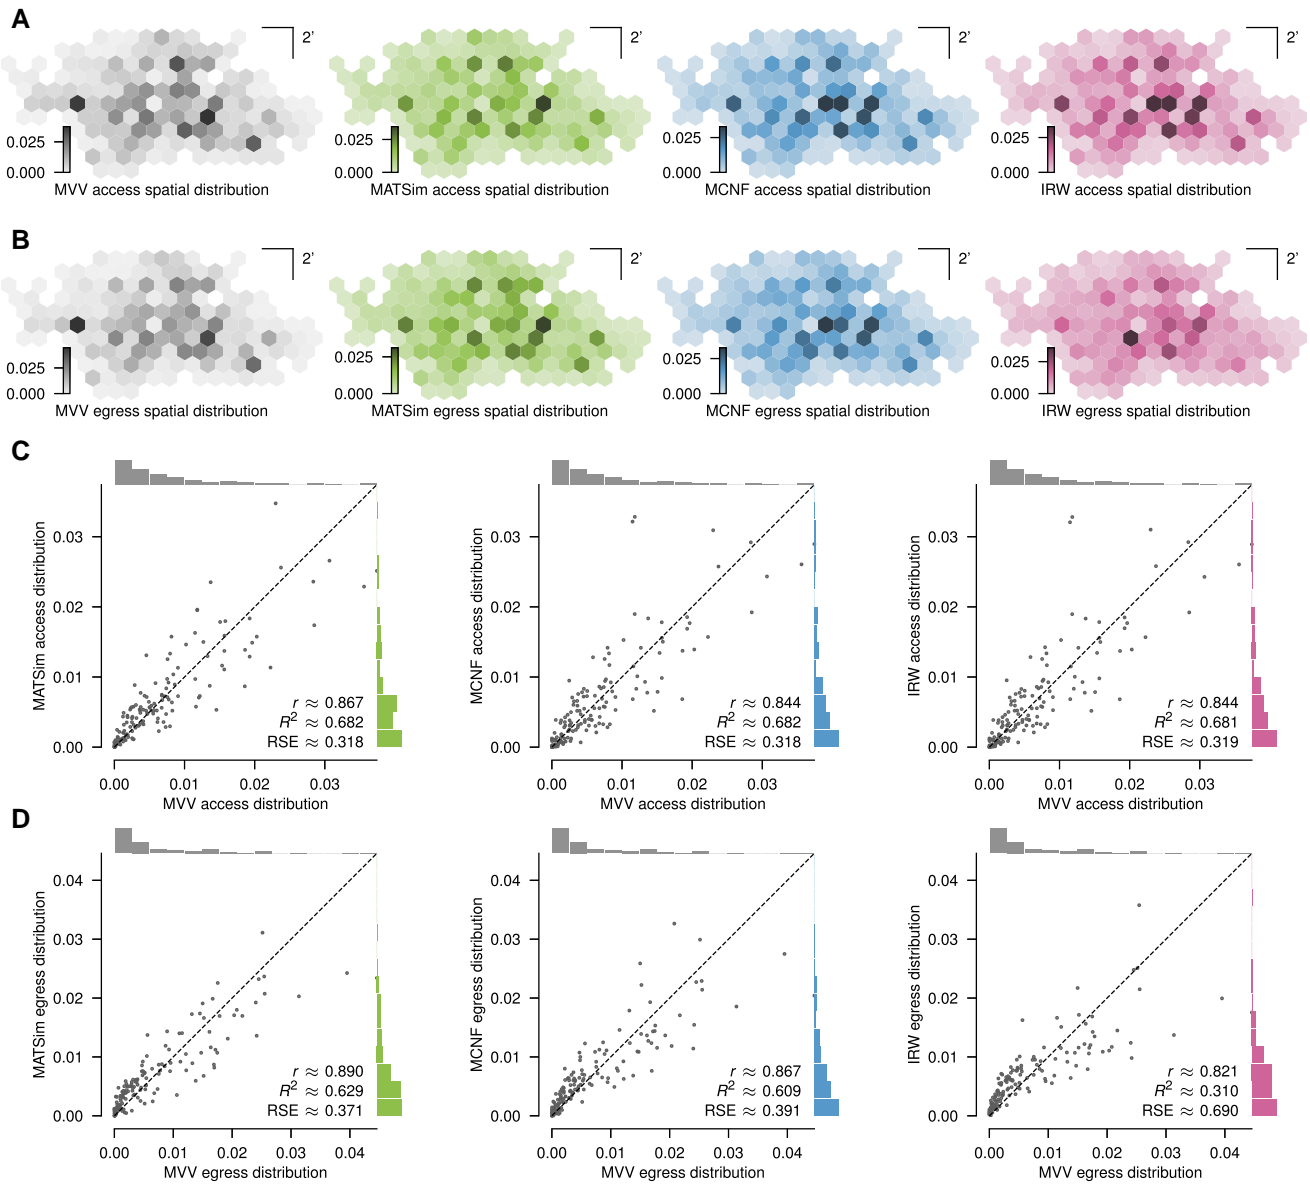 A
2’
2’
2’
2’
0.025
0.000
0.025
0.000
0.025
0.000
0.025
0.000
MVV access spatial distribution
MATSim access spatial distribution
MCNF access spatial distribution
IRW access spatial distribution
B
2’
2’
2’
2’
0.025
0.000
0.025
0.000
0.025
0.000
0.025
0.000
MVV egress spatial distribution
MATSim egress spatial distribution
MCNF egress spatial distribution
IRW egress spatial distribution
C
MATSim access distribution
0.03
0.02
0.01
0.00
r ≈ 0.867
R² ≈ 0.682
RSE ≈ 0.318
0.00 0.01 0.02 0.03
MVV access distribution
MCNF access distribution
0.03
0.02
0.01
0.00
r ≈ 0.844
R² ≈ 0.682
RSE ≈ 0.318
0.00 0.01 0.02 0.03
MVV access distribution
IRW access distribution
0.03
0.02
0.01
0.00
r ≈ 0.844
R² ≈ 0.681
RSE ≈ 0.319
0.00 0.01 0.02 0.03
MVV access distribution
D
MATSim egress distribution
0.04
0.03
0.02
0.01
0.00
r ≈ 0.890
R² ≈ 0.629
RSE ≈ 0.371
0.00 0.01 0.02 0.03 0.04
MVV egress distribution
MCNF egress distribution
0.04
0.03
0.02
0.01
0.00
r ≈ 0.867
R² ≈ 0.609
RSE ≈ 0.391
0.00 0.01 0.02 0.03 0.04
MVV egress distribution
IRW egress distribution
0.04
0.03
0.02
0.01
0.00
r ≈ 0.821
R² ≈ 0.310
RSE ≈ 0.690
0.00 0.01 0.02 0.03 0.04
MVV egress distribution